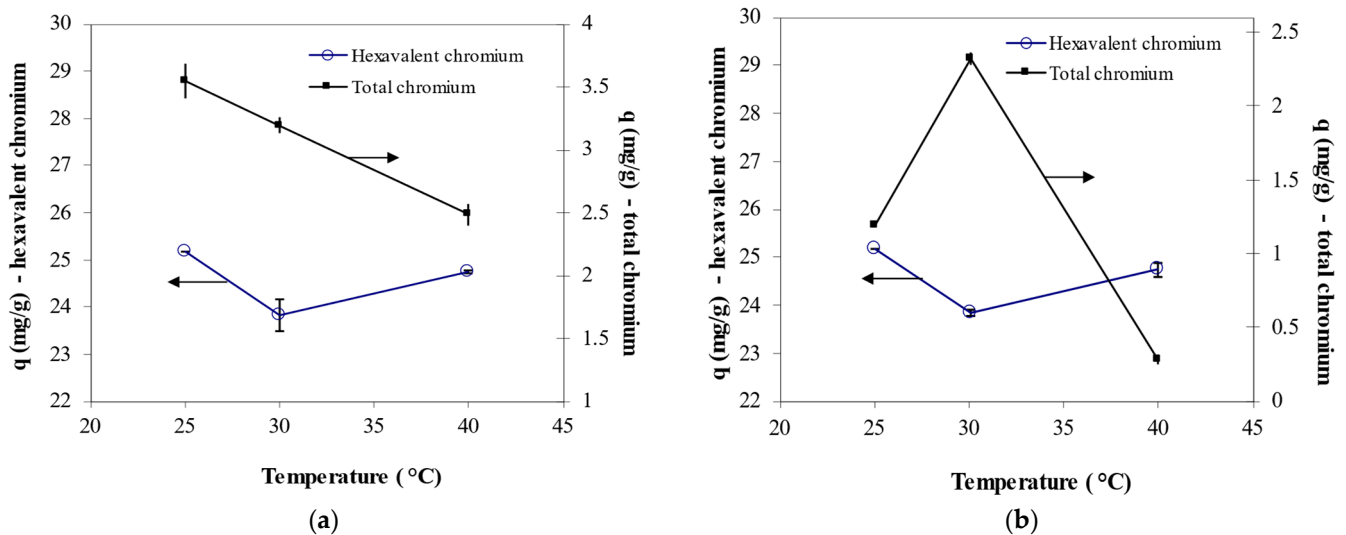 30
29
28
27
26
25
24
23
22
q (mg/g) - hexavalent chromium
4
3.5
3
2.5
2
1.5
1
q (mg/g) - total chromium
Hexavalent chromium
Total chromium
20 25 30 35 40 45
Temperature ( °C)
(a)
30
29
28
27
26
25
24
23
22
q (mg/g) - hexavalent chromium
2.5
2
1.5
1
0.5
0
q (mg/g) - total chromium
Hexavalent chromium
Total chromium
20 25 30 35 40 45
Temperature ( °C)
(b)